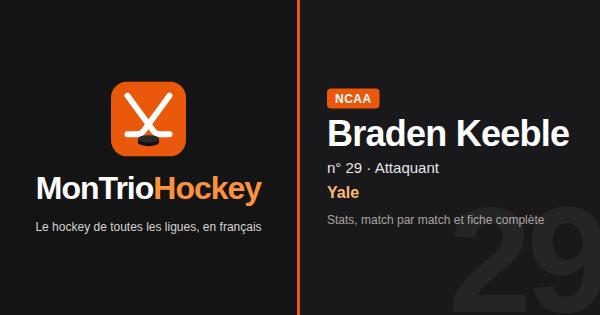 MonTrioHockey
Le hockey de toutes les ligues, en français
NCAA
Braden Keeble
n° 29 · Attaquant
Yale
Stats, match par match et fiche complète
29